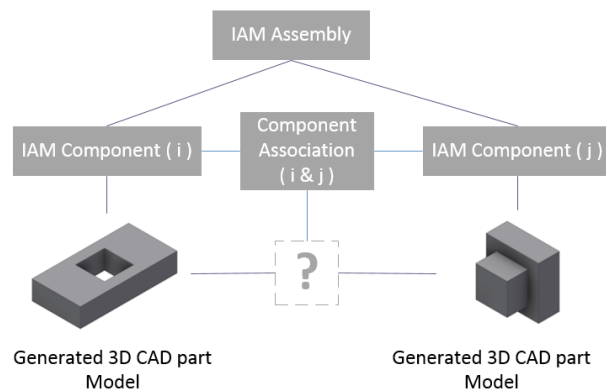 IAM Assembly
IAM Component ( i )
Component
Association
( i & j )
IAM Component ( j )
?
Generated 3D CAD part
Model
Generated 3D CAD part
Model